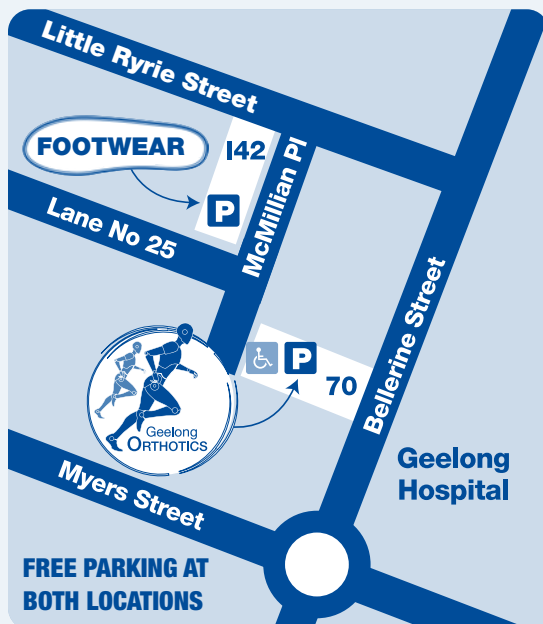 Little Ryrie Street
FOOTWEAR
142
P
McMillian Pl
Lane No 25
P
70
Bellerine Street
Geelong
ORTHOTICS
Geelong
Hospital
Myers Street
FREE PARKING AT
BOTH LOCATIONS